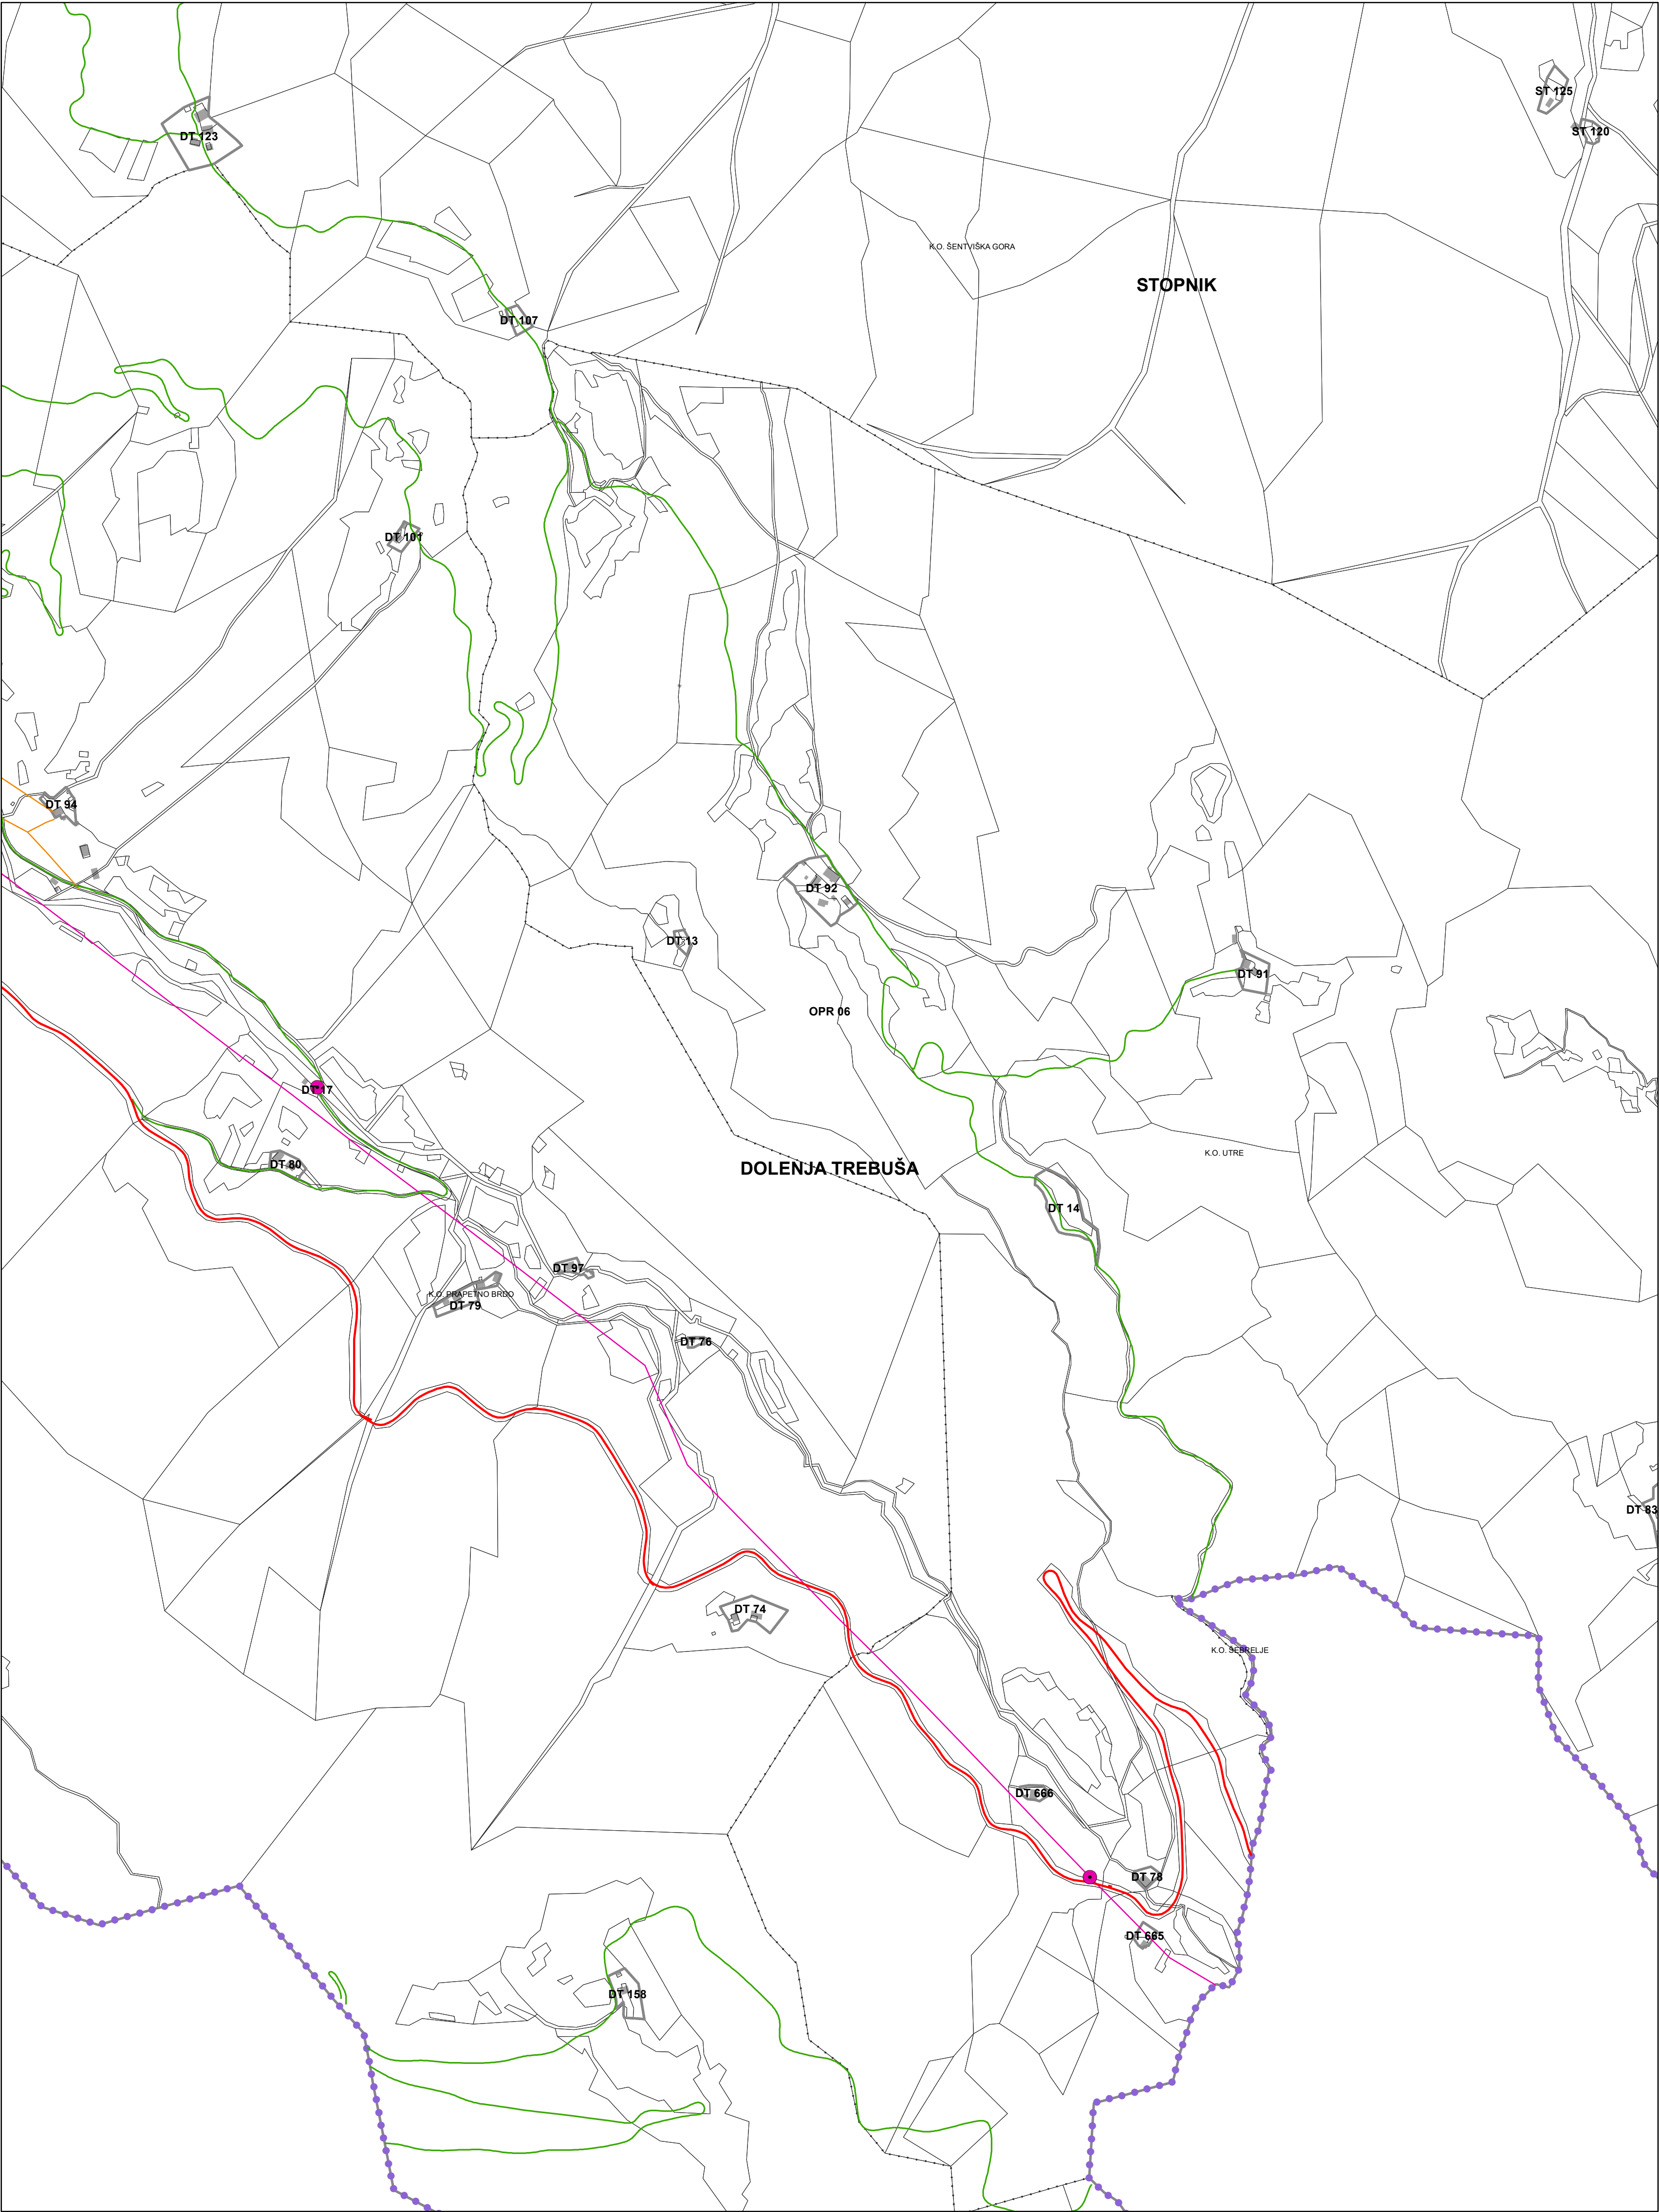 ST 125
ST 120
DT 123
K.O. ŠENTVIŠKA GORA
STOPNIK
DT 107
DT 101
DT 94
DT 92
DT 13
DT 91
OPR 06
DT 17
K.O. UTRE
DT 80
DOLENJA TREBUŠA
DT 14
DT 97
K.O. PRAPETNO BRDO
DT 79
DT 76
DT 83
DT 74
K.O. ŠEBRELJE
DT 666
DT 78
DT 665
DT 158